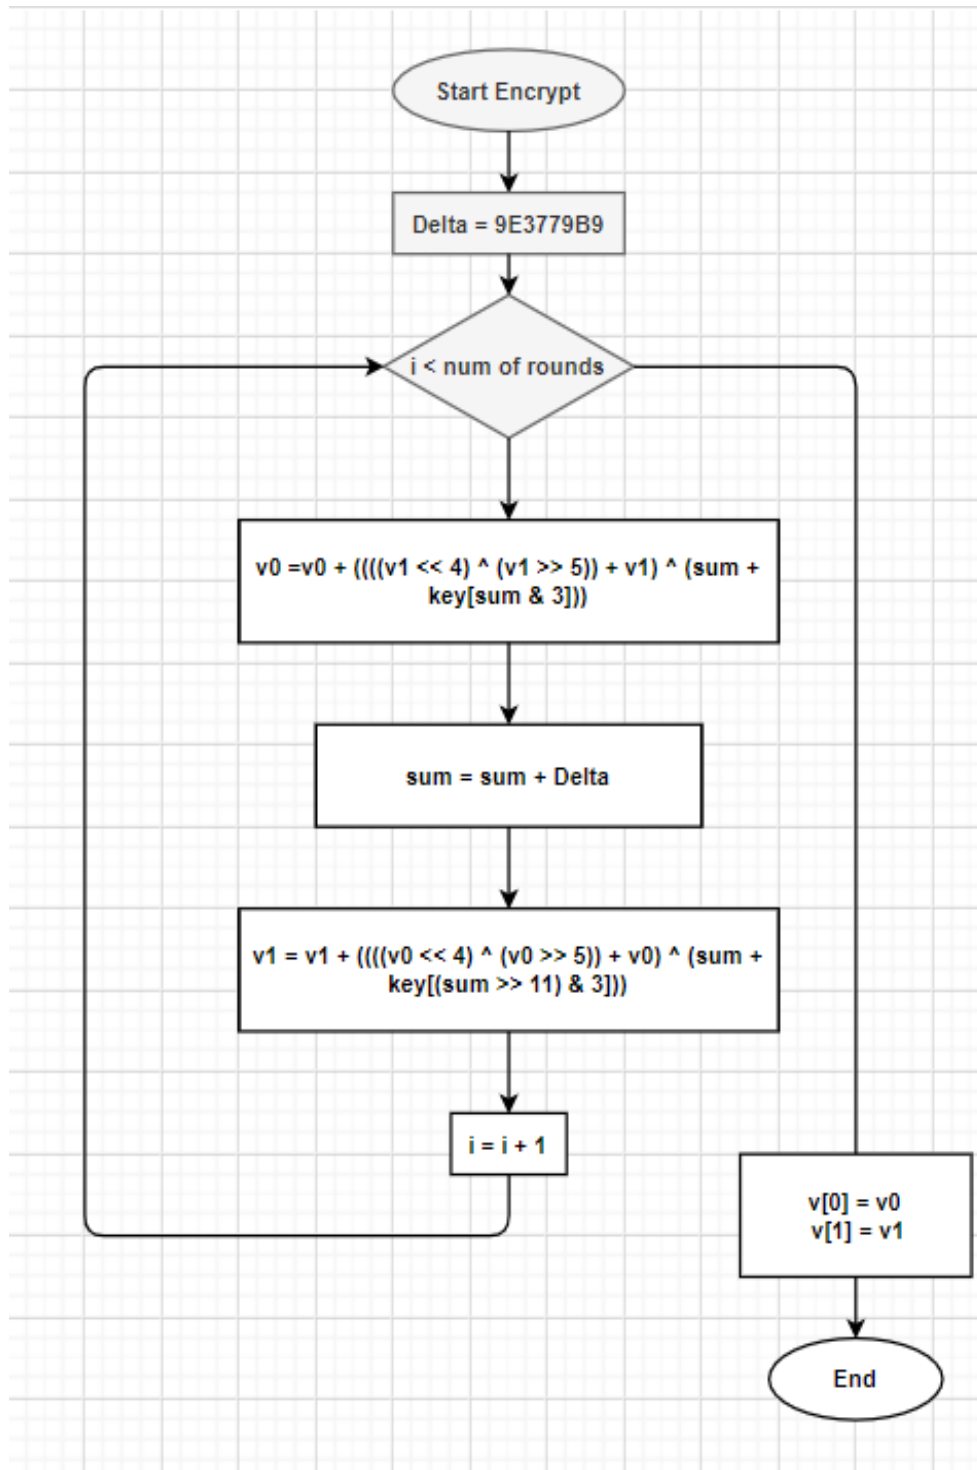 Start Encrypt
Delta = 9E3779B9
i < num of rounds
v0 =v0 + ((((v1 << 4) ^ (v1 >> 5)) + v1) ^ (sum +
key[sum & 3]))
sum = sum + Delta
v1 = v1 + ((((v0 << 4) ^ (v0 >> 5)) + v0) ^ (sum +
key[(sum >> 11) & 3]))
i = i + 1
v[0] = v0
v[1] = v1
End